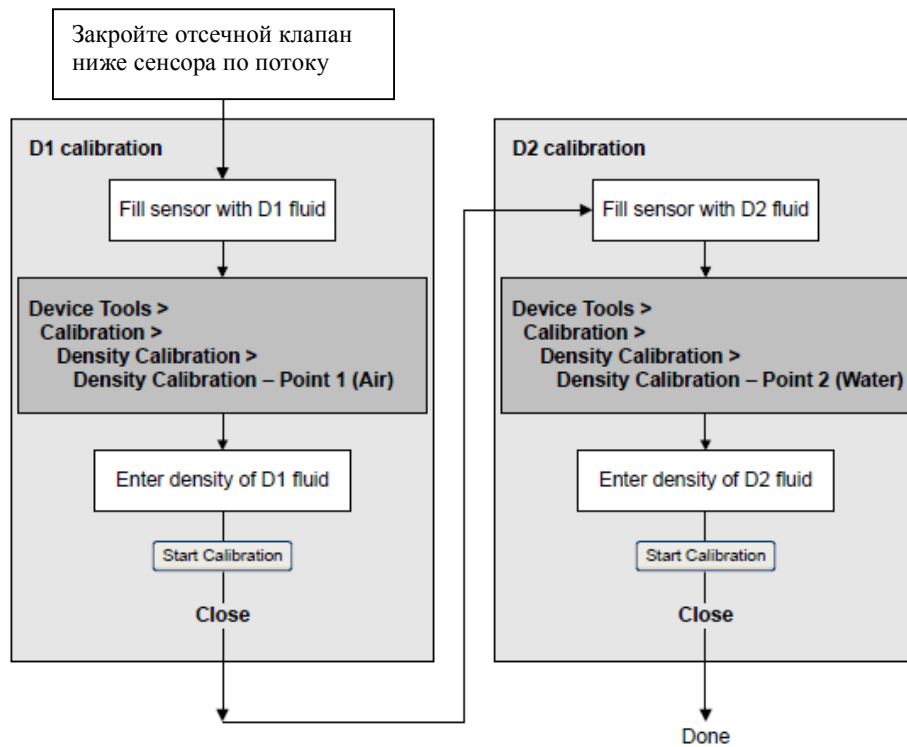 Закройте отсечной клапан
ниже сенсора по потоку
D1 calibration
Fill sensor with D1 fluid
Device Tools >
Calibration >
Density Calibration >
Density Calibration – Point 1 (Air)
Enter density of D1 fluid
Start Calibration
Close
D2 calibration
Fill sensor with D2 fluid
Device Tools >
Calibration >
Density Calibration >
Density Calibration – Point 2 (Water)
Enter density of D2 fluid
Start Calibration
Close
Done